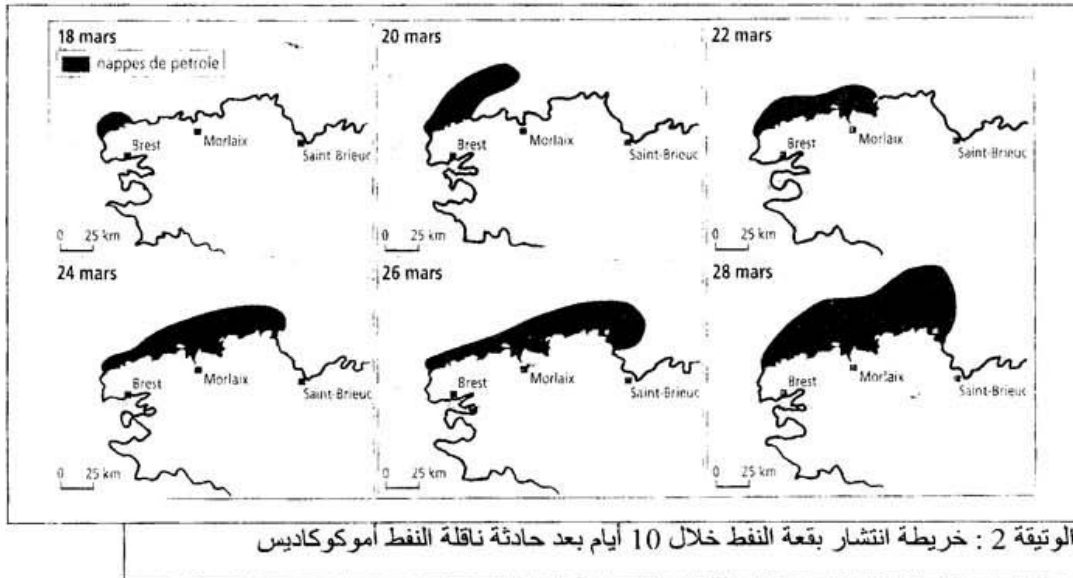 18 mars
nappes de petrole
Brest
Morlaix
Saint-Brieuc
0 25 km
20 mars
Brest
Morlaix
Saint-Brieuc
0 25 km
22 mars
Brest
Morlaix
Saint-Brieuc
0 25 km
24 mars
Brest
Morlaix
Saint-Brieuc
0 25 km
26 mars
Brest
Morlaix
Saint-Brieuc
0 25 km
28 mars
Brest
Morlaix
Saint-Brieuc
0 25 km
الوتيقة 2 : خريطة انتشار بقعة النفط خلال 10 أيام بعد حادثة ناقلة النفط أموكوكاديس